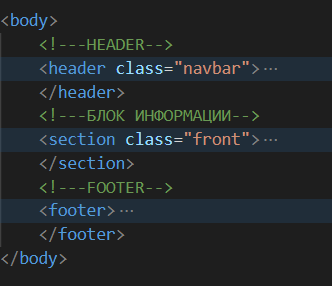 <body>
<!---HEADER-->
<header class="navbar">…
</header>
<!---БЛОК ИНФОРМАЦИИ-->
<section class="front">…
</section>
<!---FOOTER-->
<footer>…
</footer>
</body>